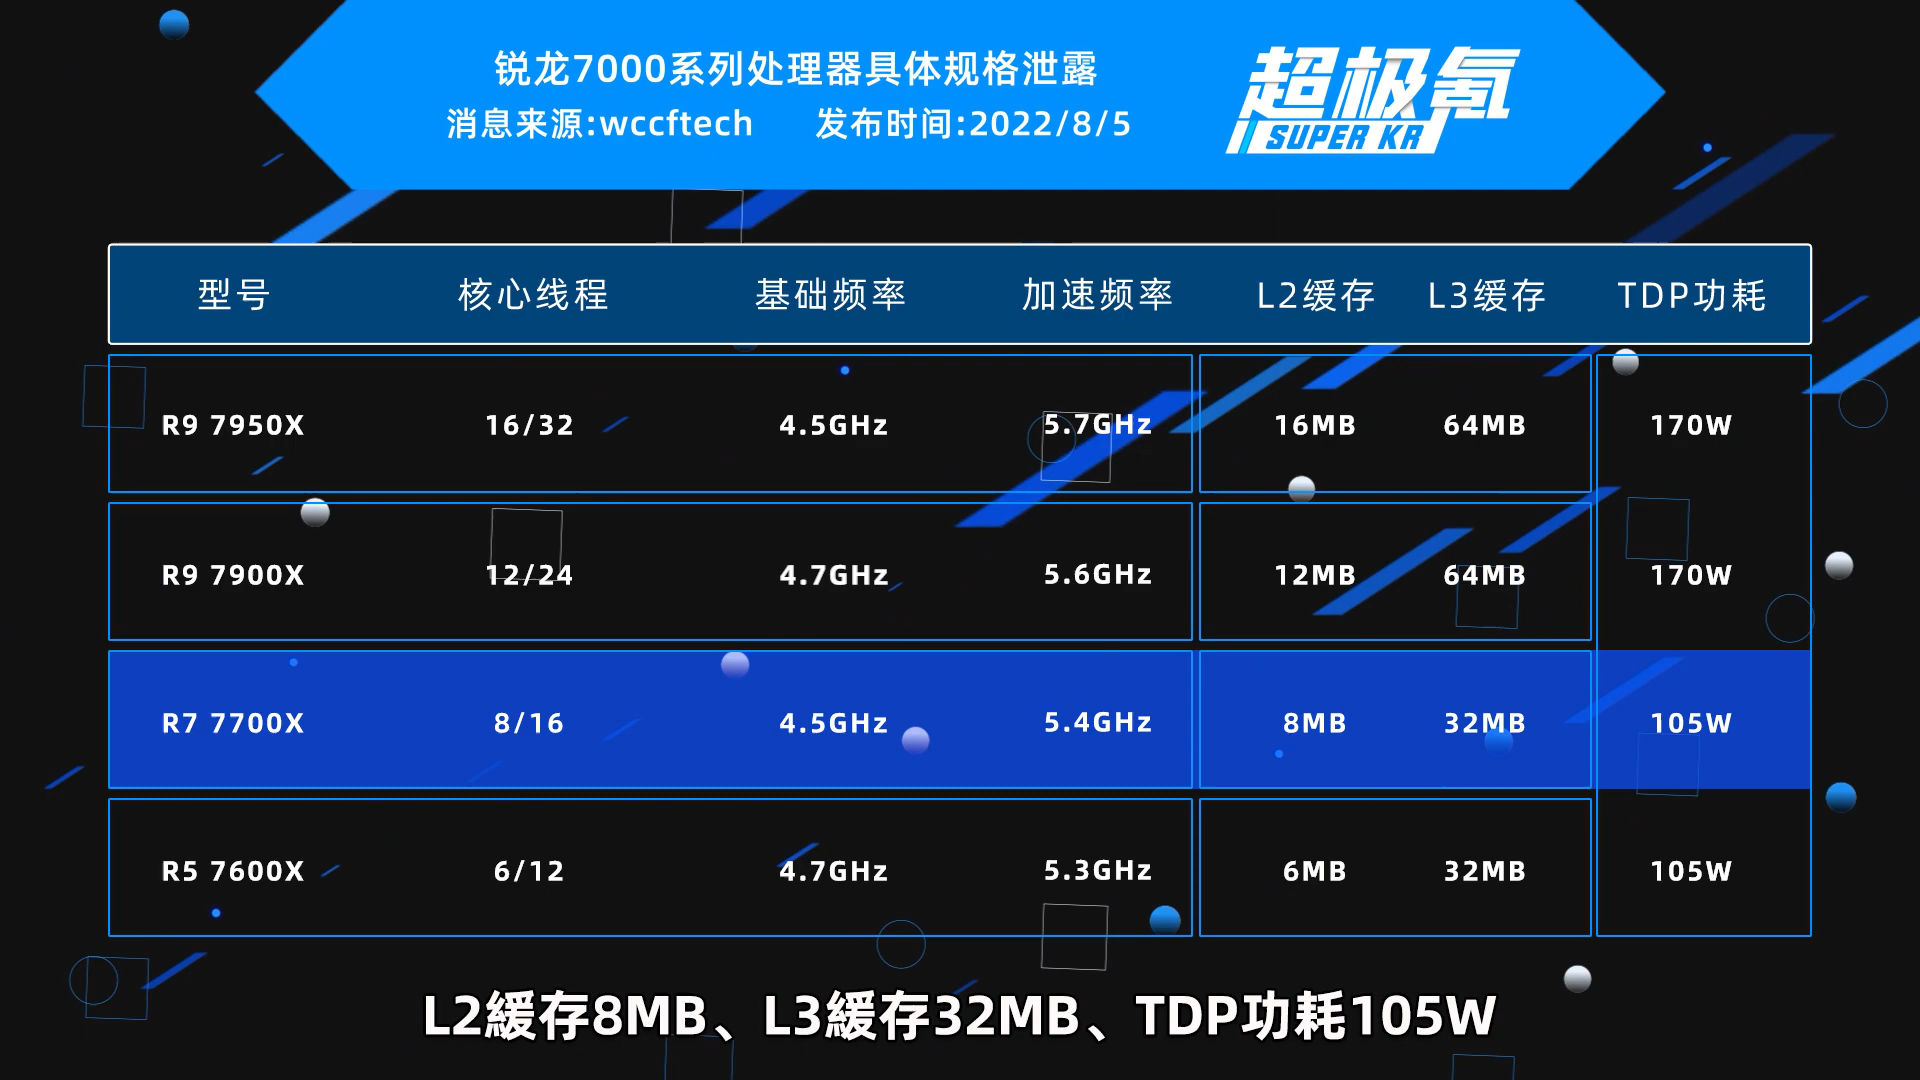 锐龙7000系列处理器具体规格泄露
消息来源:wccftech 发布时间:2022/8/5
超极氪
SUPER KR
型号 核心线程 基础频率 加速频率 L2缓存 L3缓存 TDP功耗
R9 7950X 16/32 4.5GHz 5.7GHz 16MB 64MB 170W
R9 7900X 12/24 4.7GHz 5.6GHz 12MB 64MB 170W
R7 7700X 8/16 4.5GHz 5.4GHz 8MB 32MB 105W
R5 7600X 6/12 4.7GHz 5.3GHz 6MB 32MB 105W
L2緩存8MB、L3緩存32MB、TDP功耗105W